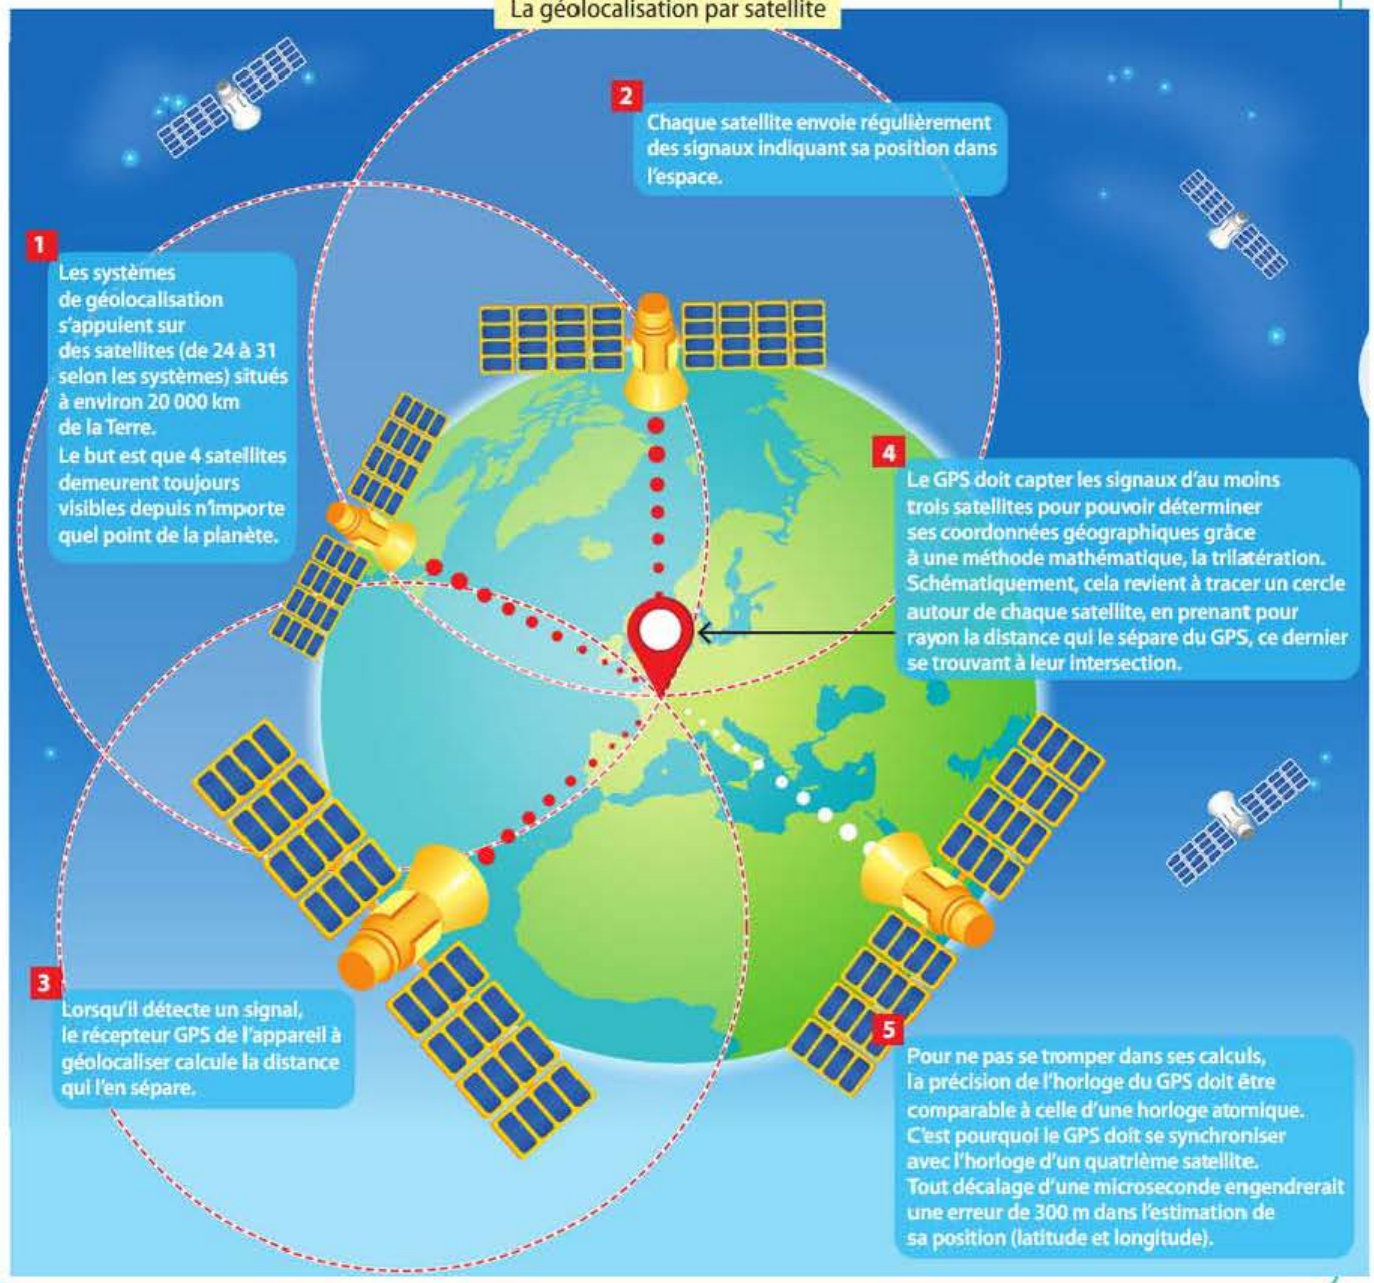 La géolocalisation par satellite
1
Les systèmes
de géolocalisation
s'appuient sur
des satellites (de 24 à 31
selon les systèmes) situés
à environ 20 000 km
de la Terre.
Le but est que 4 satellites
demeurent toujours
visibles depuis n'importe
quel point de la planète.
2
Chaque satellite envoie régulièrement
des signaux indiquant sa position dans
l'espace.
3
Lorsqu'il détecte un signal,
le récepteur GPS de l'appareil à
géolocaliser calcule la distance
qui l'en sépare.
4
Le GPS doit capter les signaux d'au moins
trois satellites pour pouvoir déterminer
ses coordonnées géographiques grâce
à une méthode mathématique, la trilatération.
Schématiquement, cela revient à tracer un cercle
autour de chaque satellite, en prenant pour
rayon la distance qui le sépare du GPS, ce dernier
se trouvant à leur intersection.
5
Pour ne pas se tromper dans ses calculs,
la précision de l'horloge du GPS doit être
comparable à celle d'une horloge atomique.
C'est pourquoi le GPS doit se synchroniser
avec l'horloge d'un quatrième satellite.
Tout décalage d'une microseconde engendrerait
une erreur de 300 m dans l'estimation de
sa position (latitude et longitude).